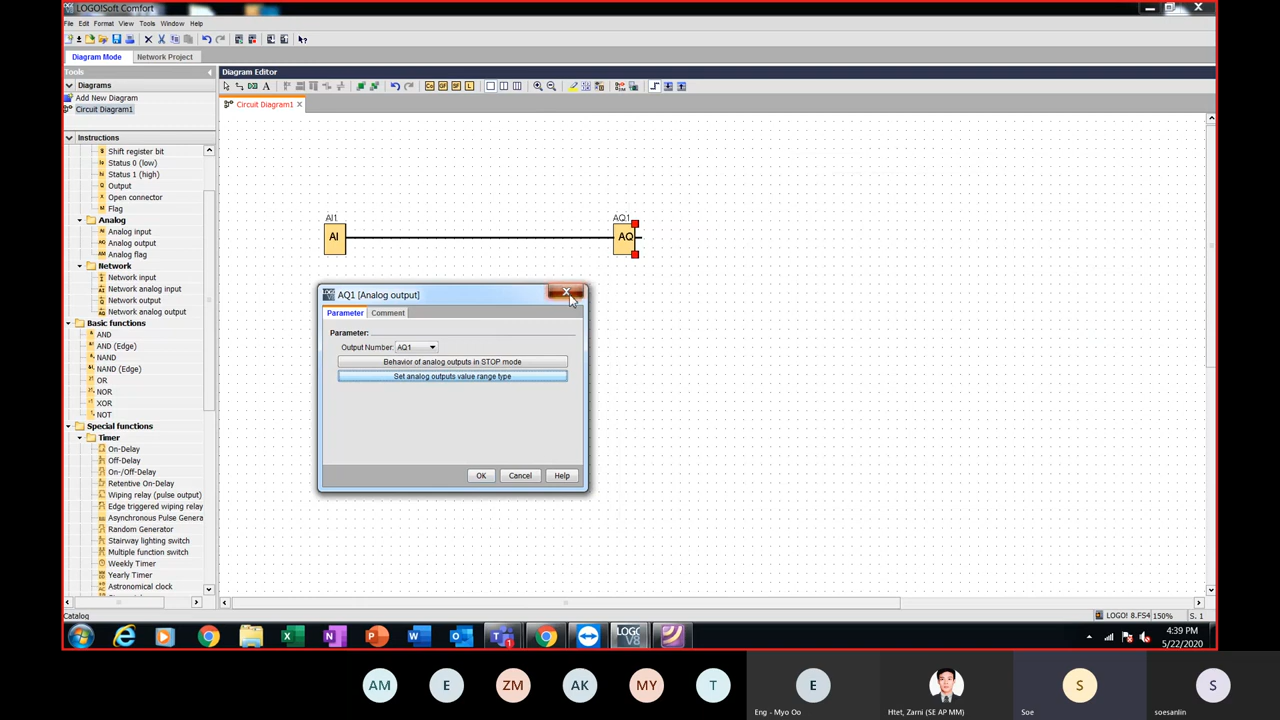 LOGO!Soft Comfort
File Edit Format View Tools Window Help
Diagram Mode Network Project
Tools
Diagram Editor
Diagrams
Add New Diagram
Circuit Diagram1
Circuit Diagram1
Instructions
Shift register bit
Status 0 (low)
Status 1 (high)
Output
Open connector
Flag
Analog
Analog input
Analog output
Analog flag
Network
Network input
Network analog input
Network output
Network analog output
Basic functions
AND
AND (Edge)
NAND
NAND (Edge)
OR
NOR
XOR
NOT
Special functions
Timer
On-Delay
Off-Delay
On-/Off-Delay
Retentive On-Delay
Wiping relay (pulse output)
Edge triggered wiping relay
Asynchronous Pulse Genera
Random Generator
Stairway lighting switch
Multiple function switch
Weekly Timer
Yearly Timer
Astronomical clock
AI1
AI
AQ1
AQ
AQ1 [Analog output]
Parameter Comment
Parameter:
Output Number: AQ1
Behavior of analog outputs in STOP mode
Set analog outputs value range type
OK Cancel Help
Catalog
LOGO! 8.FS4 150% S. 1
4:39 PM
5/22/2020
AM E ZM AK MY T E S S
Eng - Myo Oo
Htet, Zarni (SE AP MM)
Soe
soesanlin